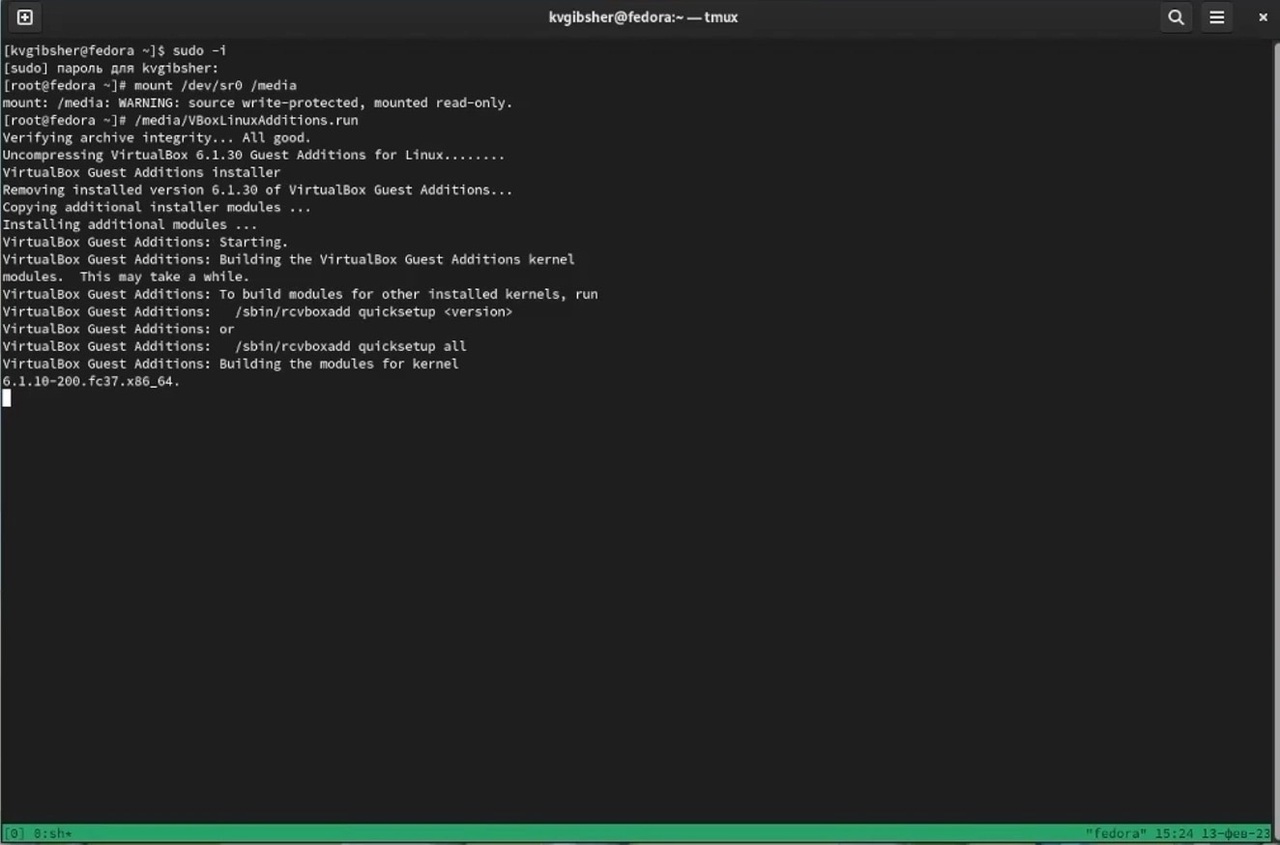 kvgibsher@fedora:~ — tmux
[kvgibsher@fedora ~]$ sudo -i
[sudo] пароль для kvgibsher:
[root@fedora ~]# mount /dev/sr0 /media
mount: /media: WARNING: source write-protected, mounted read-only.
[root@fedora ~]# /media/VBoxLinuxAdditions.run
Verifying archive integrity... All good.
Uncompressing VirtualBox 6.1.30 Guest Additions for Linux........
VirtualBox Guest Additions installer
Removing installed version 6.1.30 of VirtualBox Guest Additions...
Copying additional installer modules ...
Installing additional modules ...
VirtualBox Guest Additions: Starting.
VirtualBox Guest Additions: Building the VirtualBox Guest Additions kernel
modules.  This may take a while.
VirtualBox Guest Additions: To build modules for other installed kernels, run
VirtualBox Guest Additions:   /sbin/rcvboxadd quicksetup <version>
VirtualBox Guest Additions: or
VirtualBox Guest Additions:   /sbin/rcvboxadd quicksetup all
VirtualBox Guest Additions: Building the modules for kernel
6.1.10-200.fc37.x86_64.
[0] 8:sh* "fedora" 15:24 13-фев-23